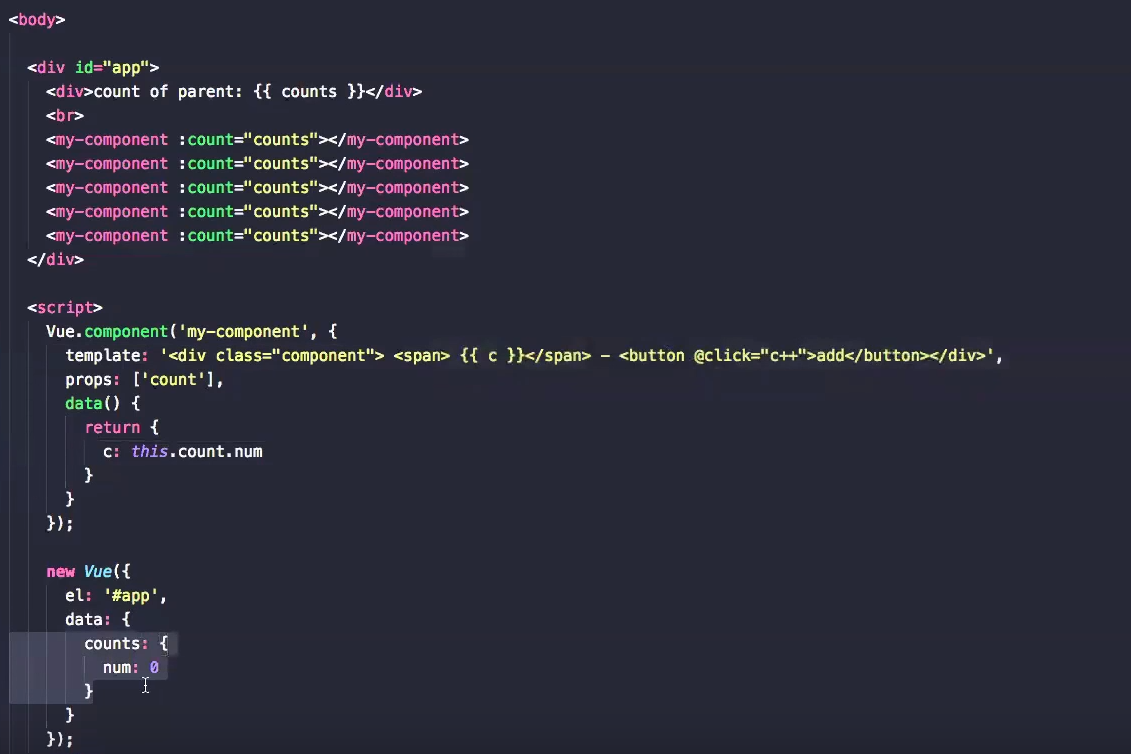 <body>
<div id="app">
<div>count of parent: {{ counts }}</div>
<br>
<my-component :count="counts"></my-component>
<my-component :count="counts"></my-component>
<my-component :count="counts"></my-component>
<my-component :count="counts"></my-component>
<my-component :count="counts"></my-component>
</div>
<script>
Vue.component('my-component', {
template: '<div class="component"> <span> {{ c }}</span> - <button @click="c++">add</button></div>',
props: ['count'],
data() {
return {
c: this.count.num
}
}
});
new Vue({
el: '#app',
data: {
counts: {
num: 0
}
}
});